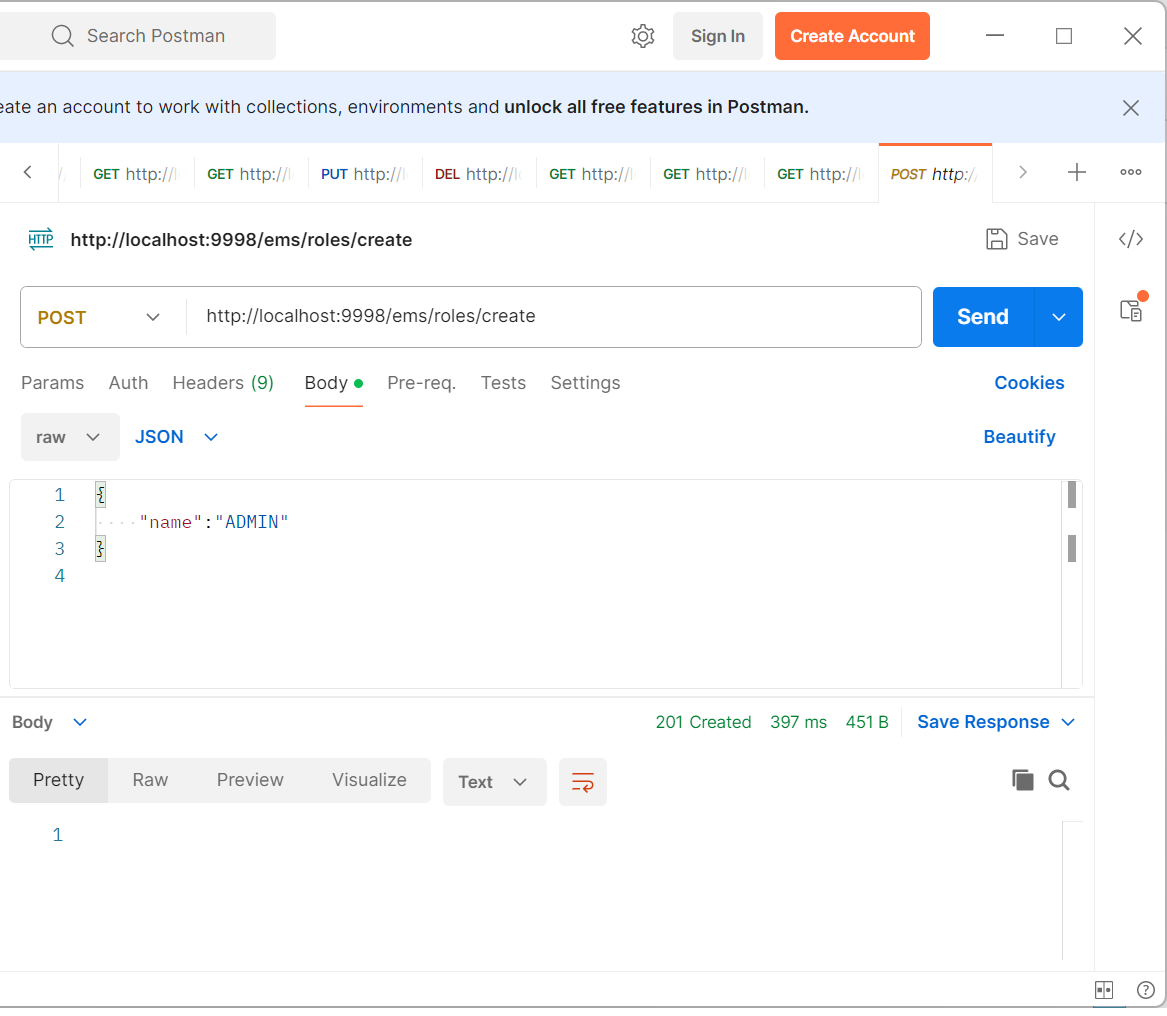 Search Postman
Sign In
Create Account
eate an account to work with collections, environments and unlock all free features in Postman.
GET http://l
GET http://l
PUT http://l
DEL http://l
GET http://l
GET http://l
GET http://l
POST http://
HTTP http://localhost:9998/ems/roles/create
Save
</>
POST
http://localhost:9998/ems/roles/create
Send
Params Auth Headers (9) Body Pre-req. Tests Settings
Cookies
raw
JSON
Beautify
1 {
2 "name":"ADMIN"
3 }
4
Body
201 Created 397 ms 451 B
Save Response
Pretty Raw Preview Visualize
Text
1